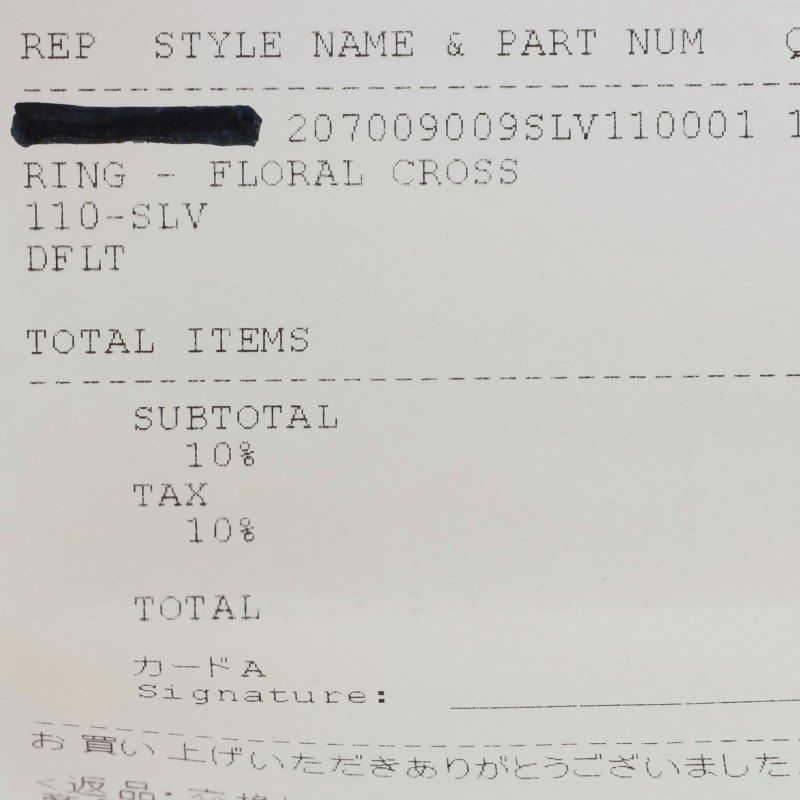 REP STYLE NAME & PART NUM
207009009SLV110001 1
RING - FLORAL CROSS
110-SLV
DFLT
TOTAL ITEMS
SUBTOTAL
10%
TAX
10%
TOTAL
カードA
Signature:
お買い上げいただきありがとうございました
<返品・